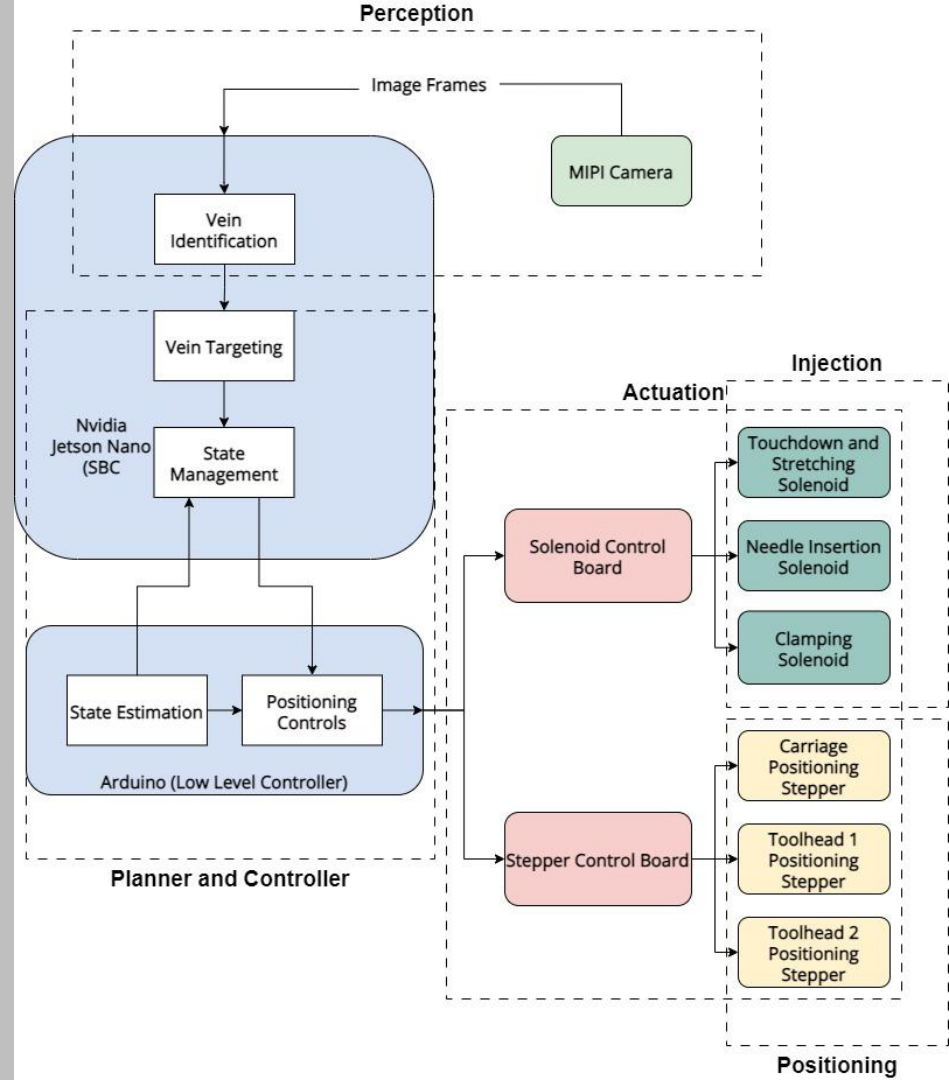 Perception
Image Frames
MIPI Camera
Vein
Identification
Vein Targeting
Nvidia
Jetson Nano
(SBC
State
Management
State Estimation
Positioning
Controls
Arduino (Low Level Controller)
Planner and Controller
Actuation
Injection
Solenoid Control
Board
Touchdown and
Stretching
Solenoid
Needle Insertion
Solenoid
Clamping
Solenoid
Stepper Control Board
Carriage
Positioning
Stepper
Toolhead 1
Positioning
Stepper
Toolhead 2
Positioning
Stepper
Positioning